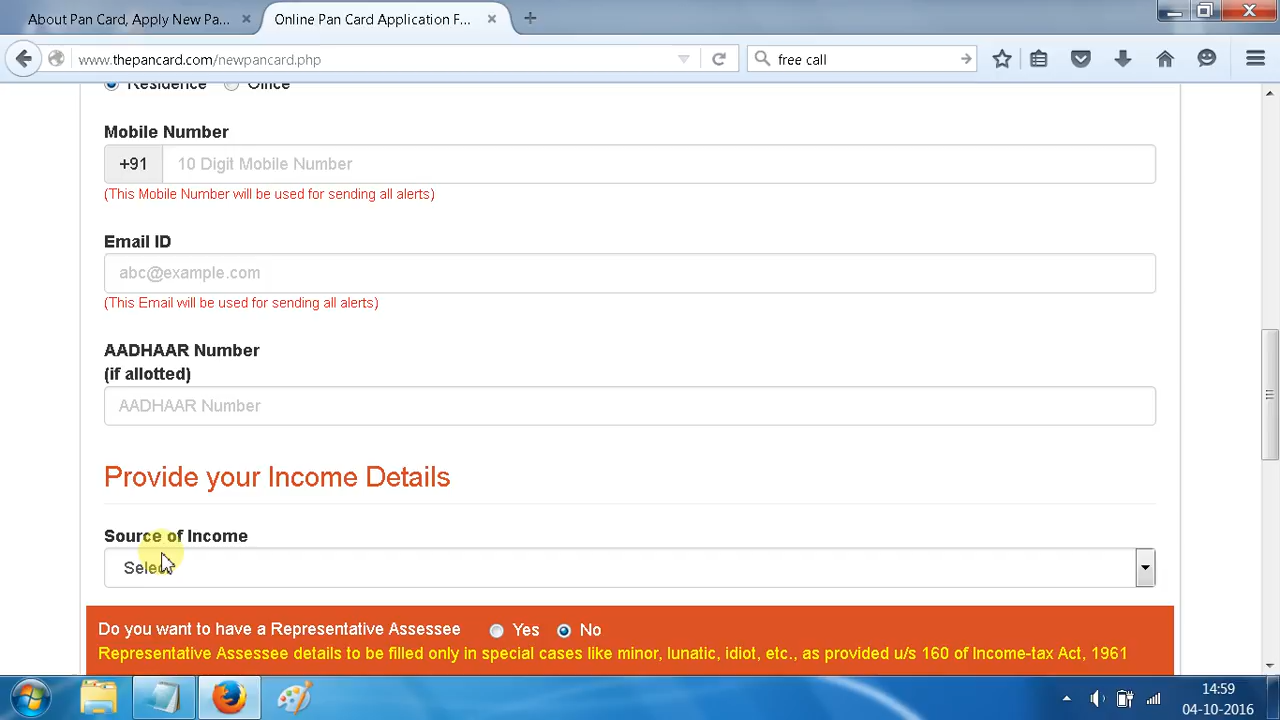 About Pan Card, Apply New Pa...
Online Pan Card Application F...
www.thepancard.com/newpancard.php
free call
Residence Office
Mobile Number
+91 10 Digit Mobile Number
(This Mobile Number will be used for sending all alerts)
Email ID
abc@example.com
(This Email will be used for sending all alerts)
AADHAAR Number
(if allotted)
AADHAAR Number
Provide your Income Details
Source of Income
Select
Do you want to have a Representative Assessee Yes No
Representative Assessee details to be filled only in special cases like minor, lunatic, idiot, etc., as provided u/s 160 of Income-tax Act, 1961
14:59
04-10-2016